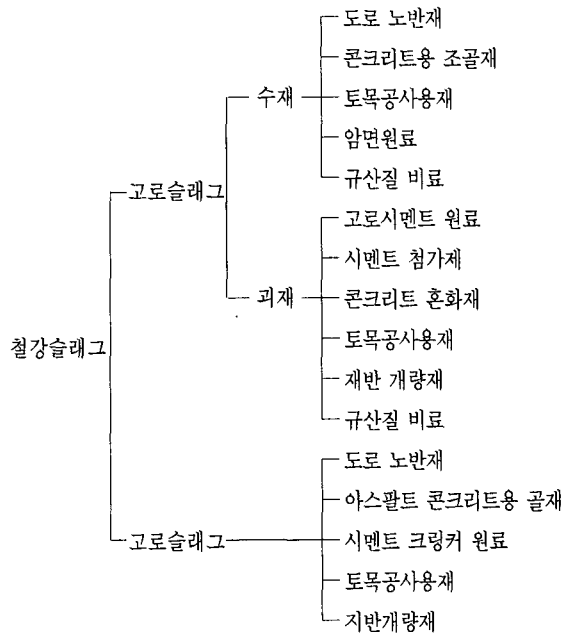 도로 노반재
콘크리트용 조골재
수재
토목공사용재
암면원료
규산질 비료
고로슬래그
고로시멘트 원료
시멘트 첨가제
괴재
콘크리트 혼화재
토목공사용재
철강슬래그
재반 개량재
규산질 비료
도로 노반재
아스팔트 콘크리트용 골재
고로슬래그
시멘트 크링커 원료
토목공사용재
지반개량재